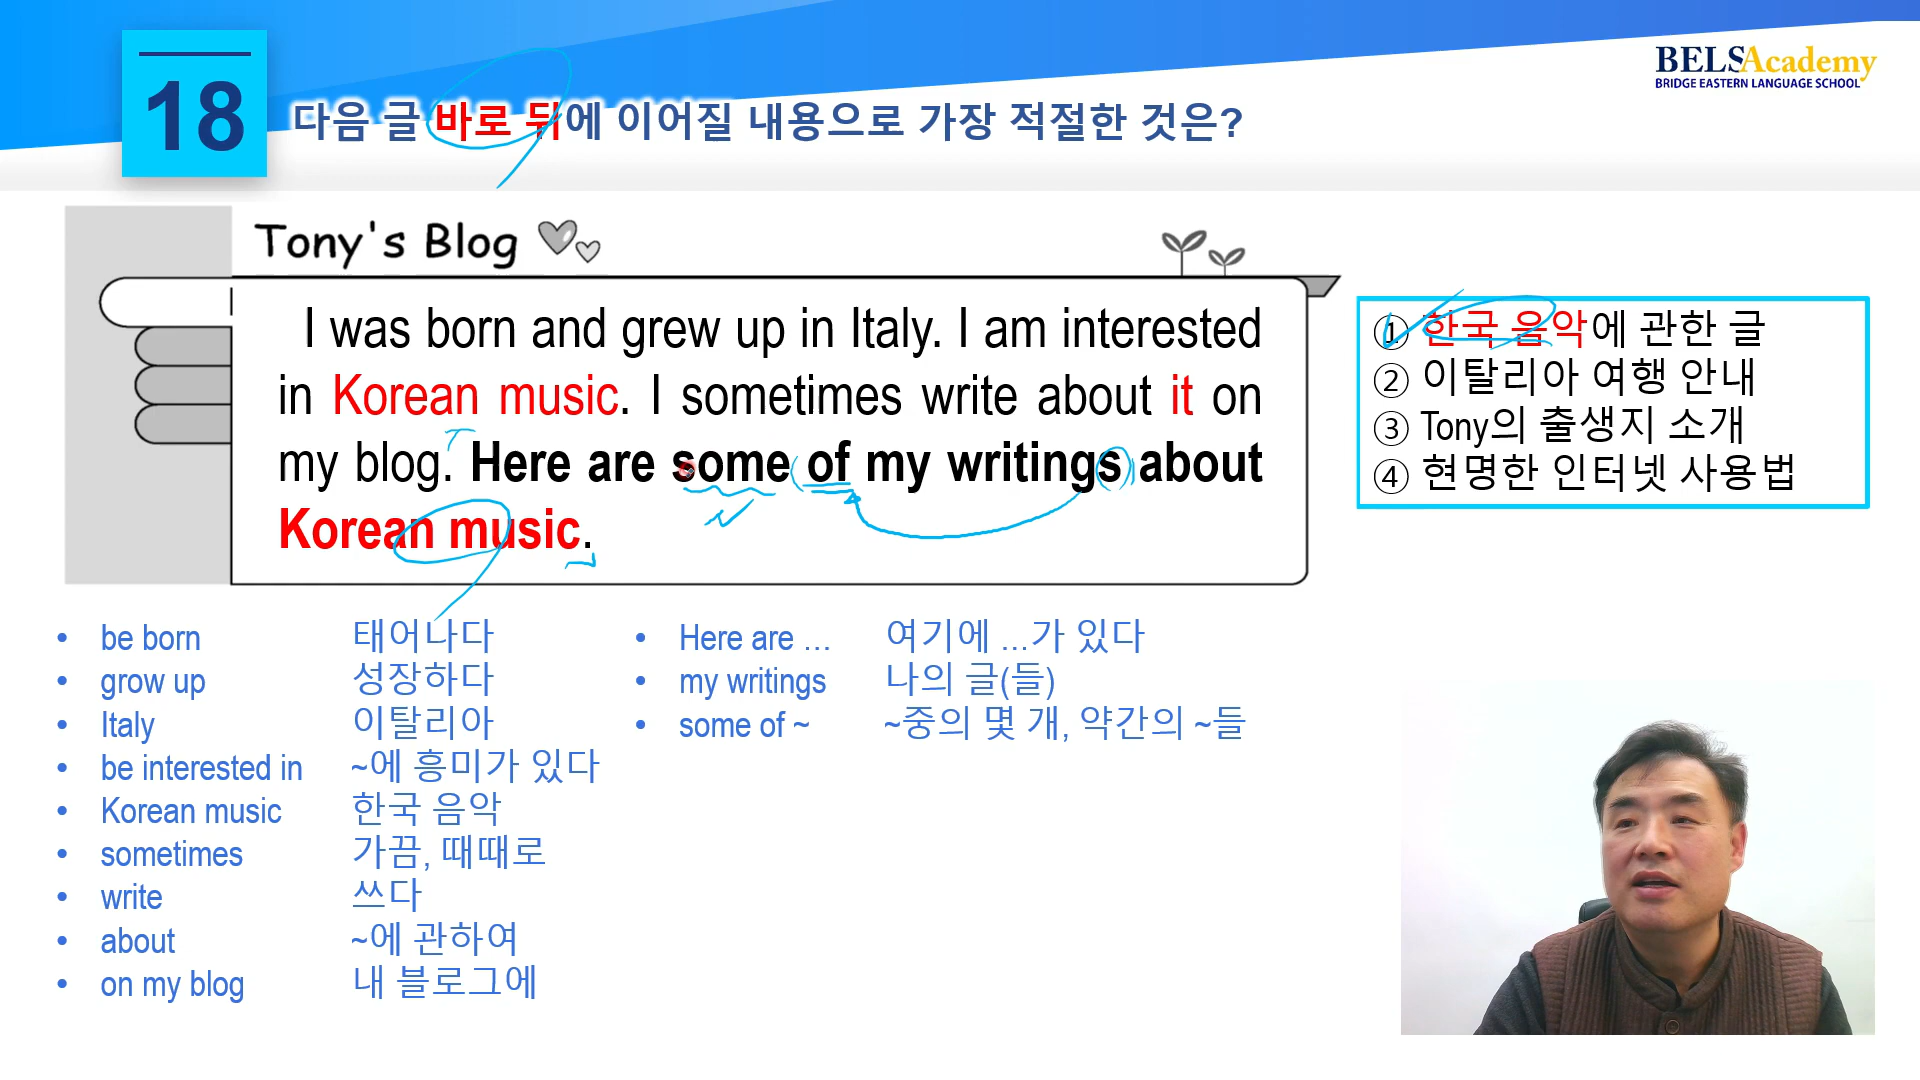 18
다음 글 바로 뒤에 이어질 내용으로 가장 적절한 것은?
BELSAcademy
BRIDGE EASTERN LANGUAGE SCHOOL
Tony's Blog
I was born and grew up in Italy. I am interested
in Korean music. I sometimes write about it on
my blog. Here are some of my writings about
Korean music.
① 한국 음악에 관한 글
② 이탈리아 여행 안내
③ Tony의 출생지 소개
④ 현명한 인터넷 사용법
• be born 태어나다
• grow up 성장하다
• Italy 이탈리아
• be interested in ~에 흥미가 있다
• Korean music 한국 음악
• sometimes 가끔, 때때로
• write 쓰다
• about ~에 관하여
• on my blog 내 블로그에
• Here are ... 여기에 ...가 있다
• my writings 나의 글(들)
• some of ~ ~중의 몇 개, 약간의 ~들